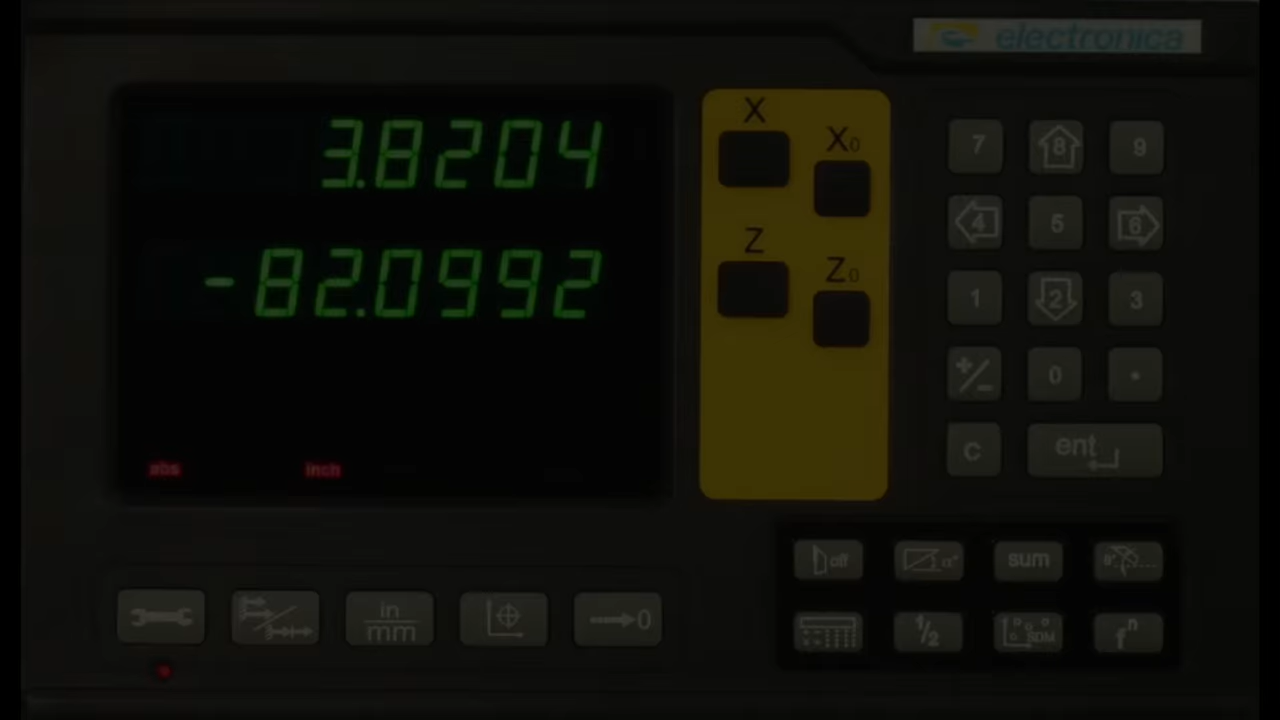 electronica
3.8204
-82.0992
abs inch
X
X0
Z
Z0
7 8 9
4 5 6
1 2 3
+/- 0 .
C ent
off sum
in/mm →0
1/2 SDM fn